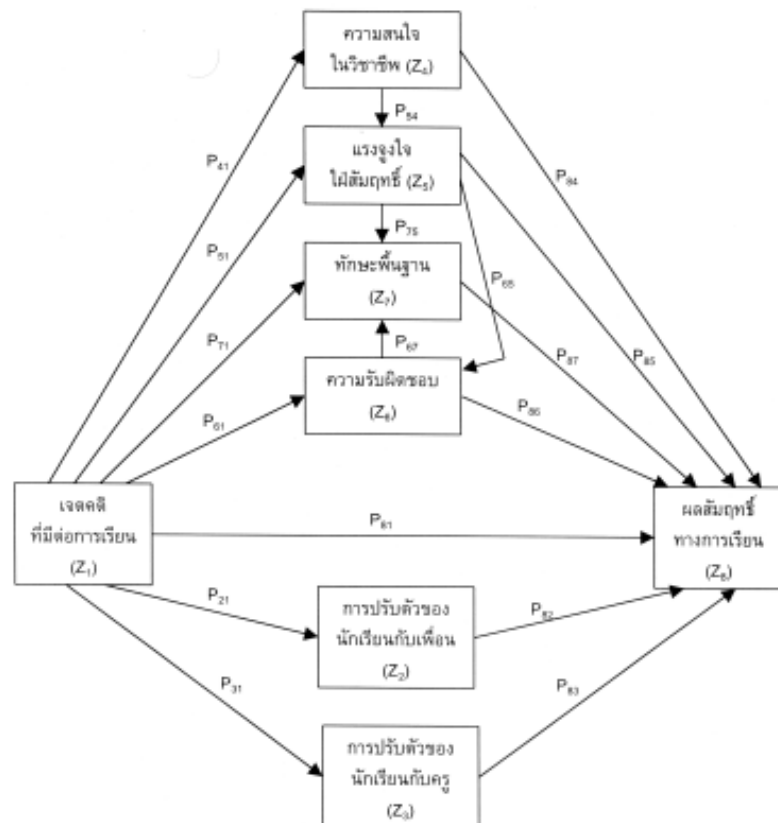 ความสนใจ
ในวิชาชีพ (Z₄)
P₅₄
P₄₁
แรงจูงใจ
ใฝ่สัมฤทธิ์ (Z₅)
P₈₄
P₅₁
P₇₅
ทักษะพื้นฐาน
(Z₇)
P₆₅
P₇₁
P₆₇
P₈₇
P₈₅
ความรับผิดชอบ
(Z₆)
P₆₁
P₈₆
เจตคติ
ที่มีต่อการเรียน
(Z₁)
P₈₁
ผลสัมฤทธิ์
ทางการเรียน
(Z₈)
P₂₁
การปรับตัวของ
นักเรียนกับเพื่อน
(Z₂)
P₈₂
P₃₁
P₈₃
การปรับตัวของ
นักเรียนกับครู
(Z₃)